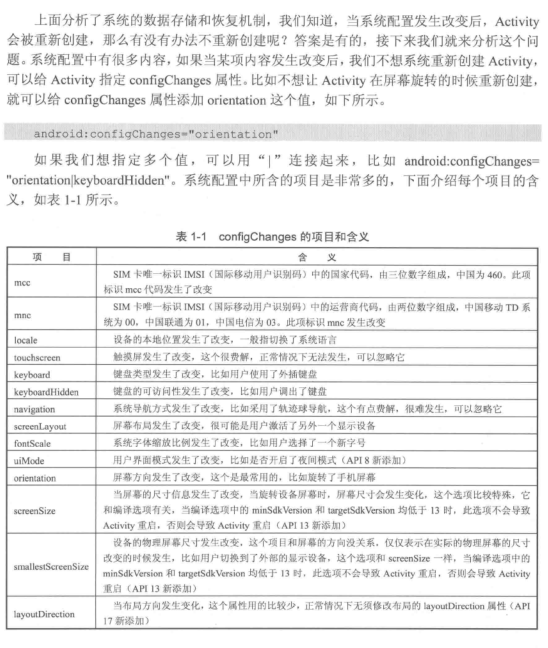 上面分析了系统的数据存储和恢复机制，我们知道，当系统配置发生改变后，Activity
会被重新创建，那么有没有办法不重新创建呢？答案是有的，接下来我们就来分析这个问
题。系统配置中有很多内容，如果当某项内容发生改变后，我们不想系统重新创建 Activity，
可以给 Activity 指定 configChanges 属性。比如不想让 Activity 在屏幕旋转的时候重新创建，
就可以给 configChanges 属性添加 orientation 这个值，如下所示。
android:configChanges="orientation"
如果我们想指定多个值，可以用“|”连接起来，比如 android:configChanges=
"orientation|keyboardHidden"。系统配置中所含的项目是非常多的，下面介绍每个项目的含
义，如表 1-1 所示。
表 1-1 configChanges 的项目和含义
项 目 含 义
mcc SIM 卡唯一标识 IMSI（国际移动用户识别码）中的国家代码，由三位数字组成，中国为 460。此项
标识 mcc 代码发生了改变
mnc SIM 卡唯一标识 IMSI（国际移动用户识别码）中的运营商代码，由两位数字组成，中国移动 TD 系
统为 00，中国联通为 01，中国电信为 03。此项标识 mnc 发生改变
locale 设备的本地位置发生了改变，一般指切换了系统语言
touchscreen 触摸屏发生了改变，这个很费解，正常情况下无法发生，可以忽略它
keyboard 键盘类型发生了改变，比如用户使用了外插键盘
keyboardHidden 键盘的可访问性发生了改变，比如用户调出了键盘
navigation 系统导航方式发生了改变，比如采用了轨迹球导航，这个有点费解，很难发生，可以忽略它
screenLayout 屏幕布局发生了改变，很可能是用户激活了另外一个显示设备
fontScale 系统字体缩放比例发生了改变，比如用户选择了一个新字号
uiMode 用户界面模式发生了改变，比如是否开启了夜间模式（API 8 新添加）
orientation 屏幕方向发生了改变，这个是最常用的，比如旋转了手机屏幕
screenSize 当屏幕的尺寸信息发生了改变，当旋转设备屏幕时，屏幕尺寸会发生变化，这个选项比较特殊，它
和编译选项有关，当编译选项中的 minSdkVersion 和 targetSdkVersion 均低于 13 时，此选项不会导致
Activity 重启，否则会导致 Activity 重启（API 13 新添加）
smallestScreenSize 设备的物理屏幕尺寸发生改变，这个项目和屏幕的方向没关系，仅仅表示在实际的物理屏幕的尺寸
改变的时候发生，比如用户切换到了外部的显示设备，这个选项和 screenSize 一样，当编译选项中的
minSdkVersion 和 targetSdkVersion 均低于 13 时，此选项不会导致 Activity 重启，否则会导致 Activity
重启（API 13 新添加）
layoutDirection 当布局方向发生变化，这个属性用的比较少，正常情况下无须修改布局的 layoutDirection 属性（API
17 新添加）